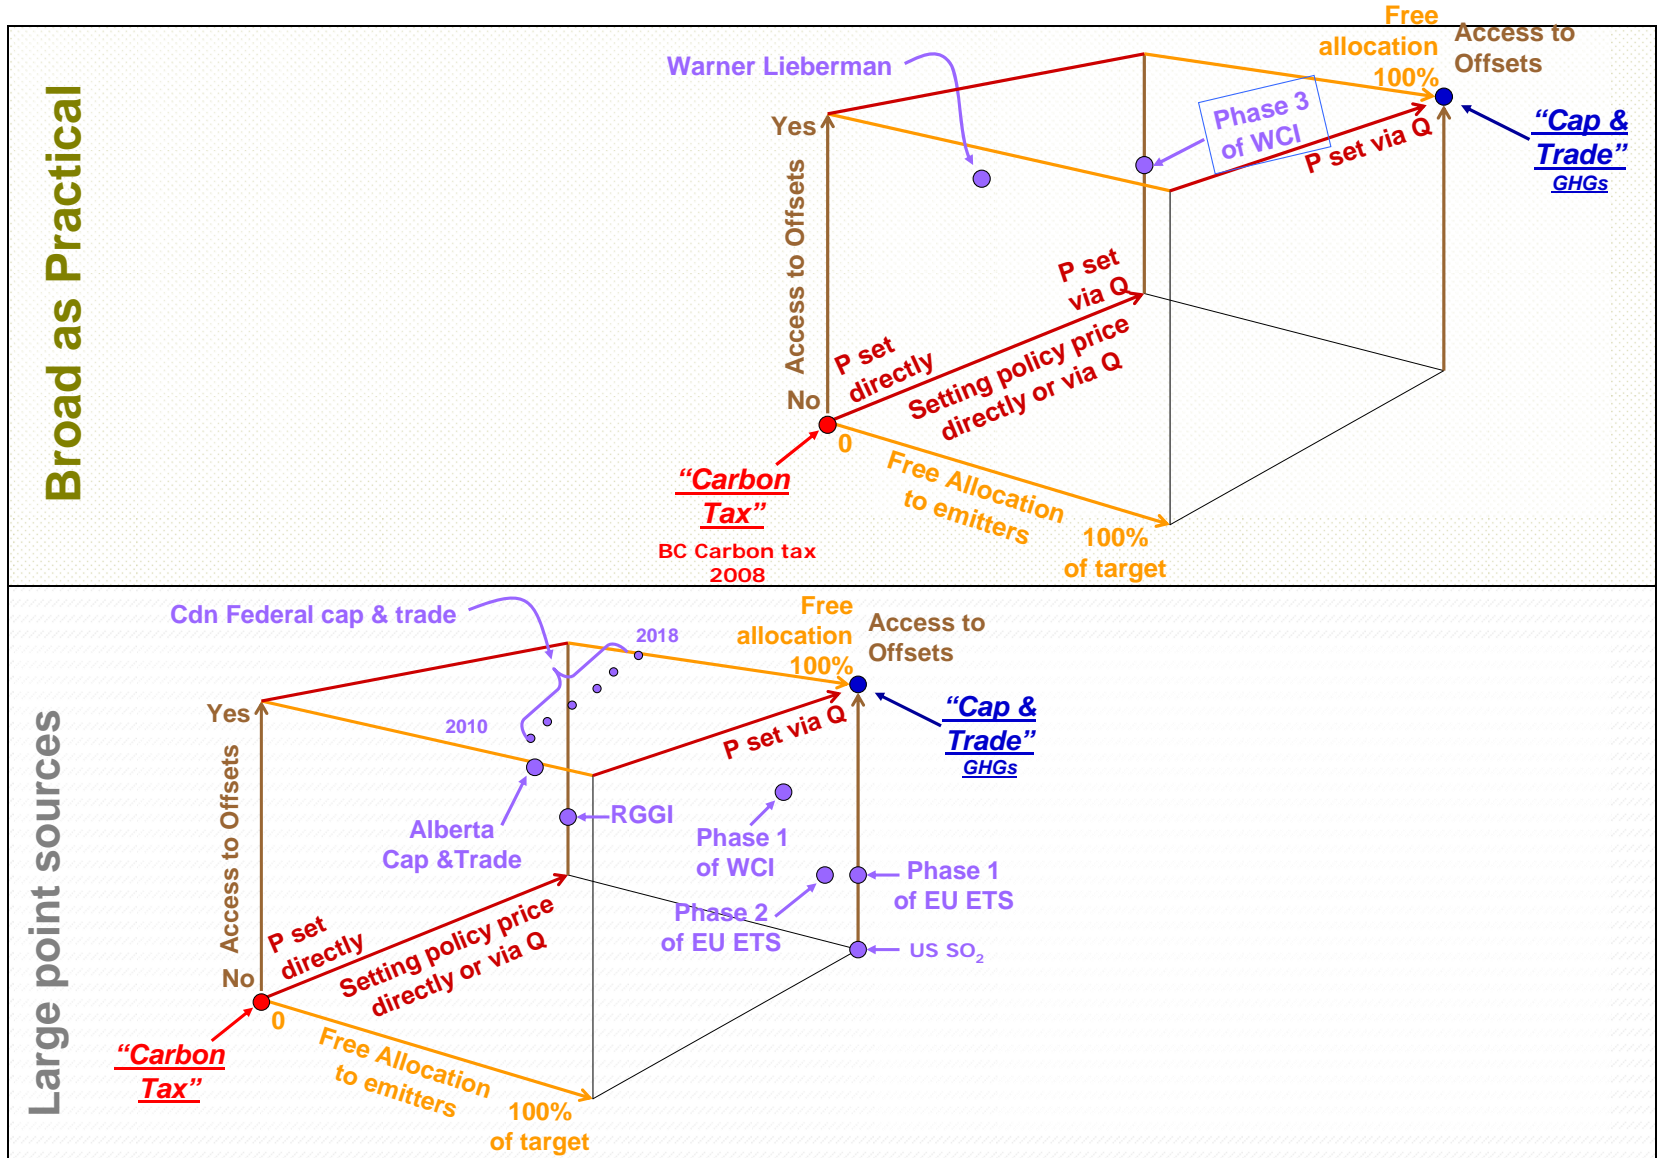 Broad as Practical
Free
allocation
100%
Access to
Offsets
Warner Lieberman
Phase 3
of WCI
Yes
P set via Q
“Cap &
Trade”
GHGs
Access to Offsets
P set
via Q
P set
directly
Setting policy price
directly or via Q
No
0
Free Allocation
to emitters
100%
of target
“Carbon
Tax”
BC Carbon tax
2008
Large point sources
Cdn Federal cap & trade
2018
Free
allocation
100%
Access to
Offsets
Yes
2010
P set via Q
“Cap &
Trade”
GHGs
Access to Offsets
Alberta
Cap &Trade
RGGI
Phase 1
of WCI
Phase 1
of EU ETS
Phase 2
of EU ETS
US SO2
P set
directly
Setting policy price
directly or via Q
No
0
Free Allocation
to emitters
100%
of target
“Carbon
Tax”